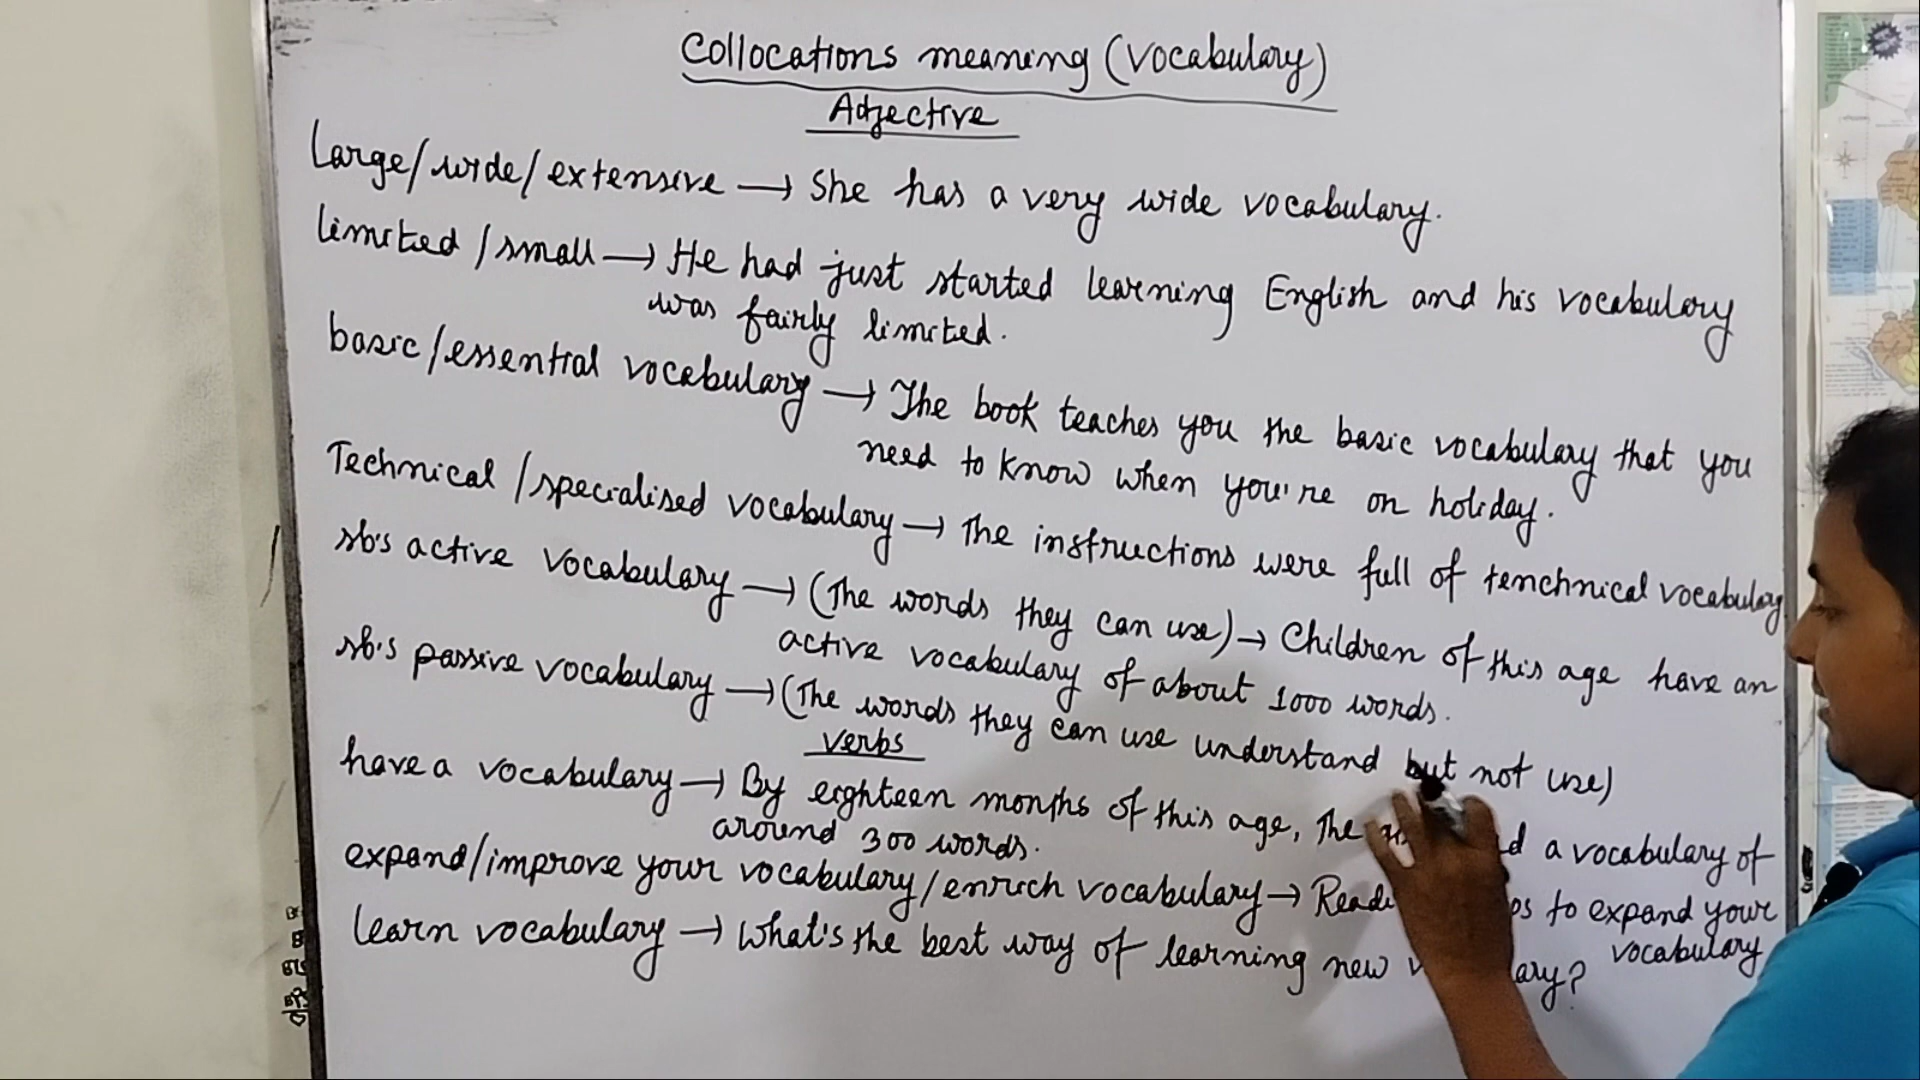 Collocations meaning (Vocabulary)
Adjective
Large/wide/extensive → She has a very wide vocabulary.
limited/small → He had just started learning English and his vocabulary
was fairly limited.
basic/essential vocabulary → The book teaches you the basic vocabulary that you
need to know when you're on holiday.
Technical/specialised vocabulary → The instructions were full of tenchnical vocabulary
sb's active vocabulary → (The words they can use) → Children of this age have an
active vocabulary of about 1000 words.
sb's passive vocabulary → (The words they can use understand but not use)
verbs
have a vocabulary → By eighteen months of this age, The a vocabulary of
around 300 words.
expand/improve your vocabulary/enrich vocabulary → to expand your
vocabulary
learn vocabulary → What's the best way of learning new